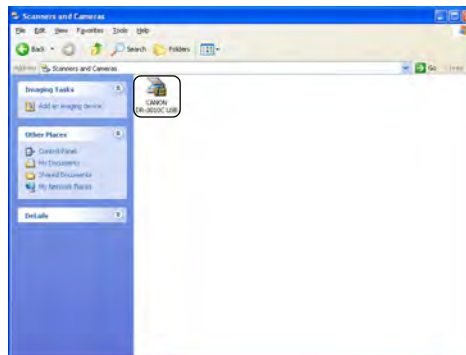 Scanners and Cameras
File Edit View Favorites Tools Help
Back Search Folders
Address Scanners and Cameras Go Links
Imaging Tasks
Add an imaging device
CANON
DR-3010C USB
Other Places
Control Panel
My Documents
Shared Documents
My Network Places
Details